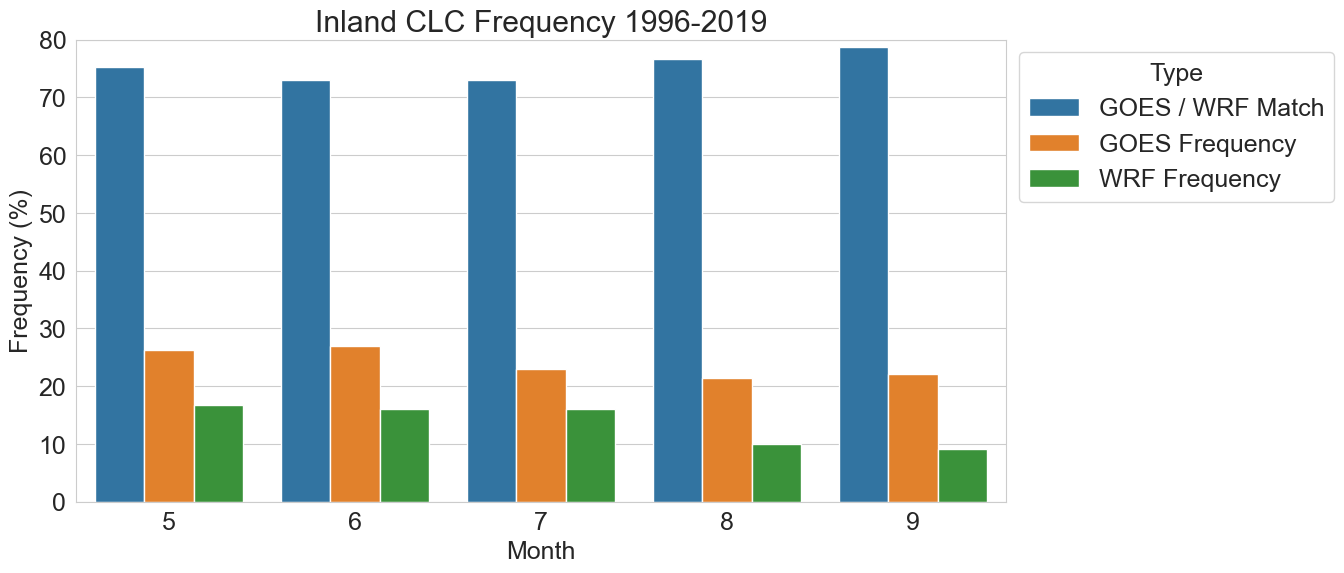 Inland CLC Frequency 1996-2019
80
70
60
50
40
30
20
10
0
Frequency (%)
5 6 7 8 9
Month
Type
GOES / WRF Match
GOES Frequency
WRF Frequency